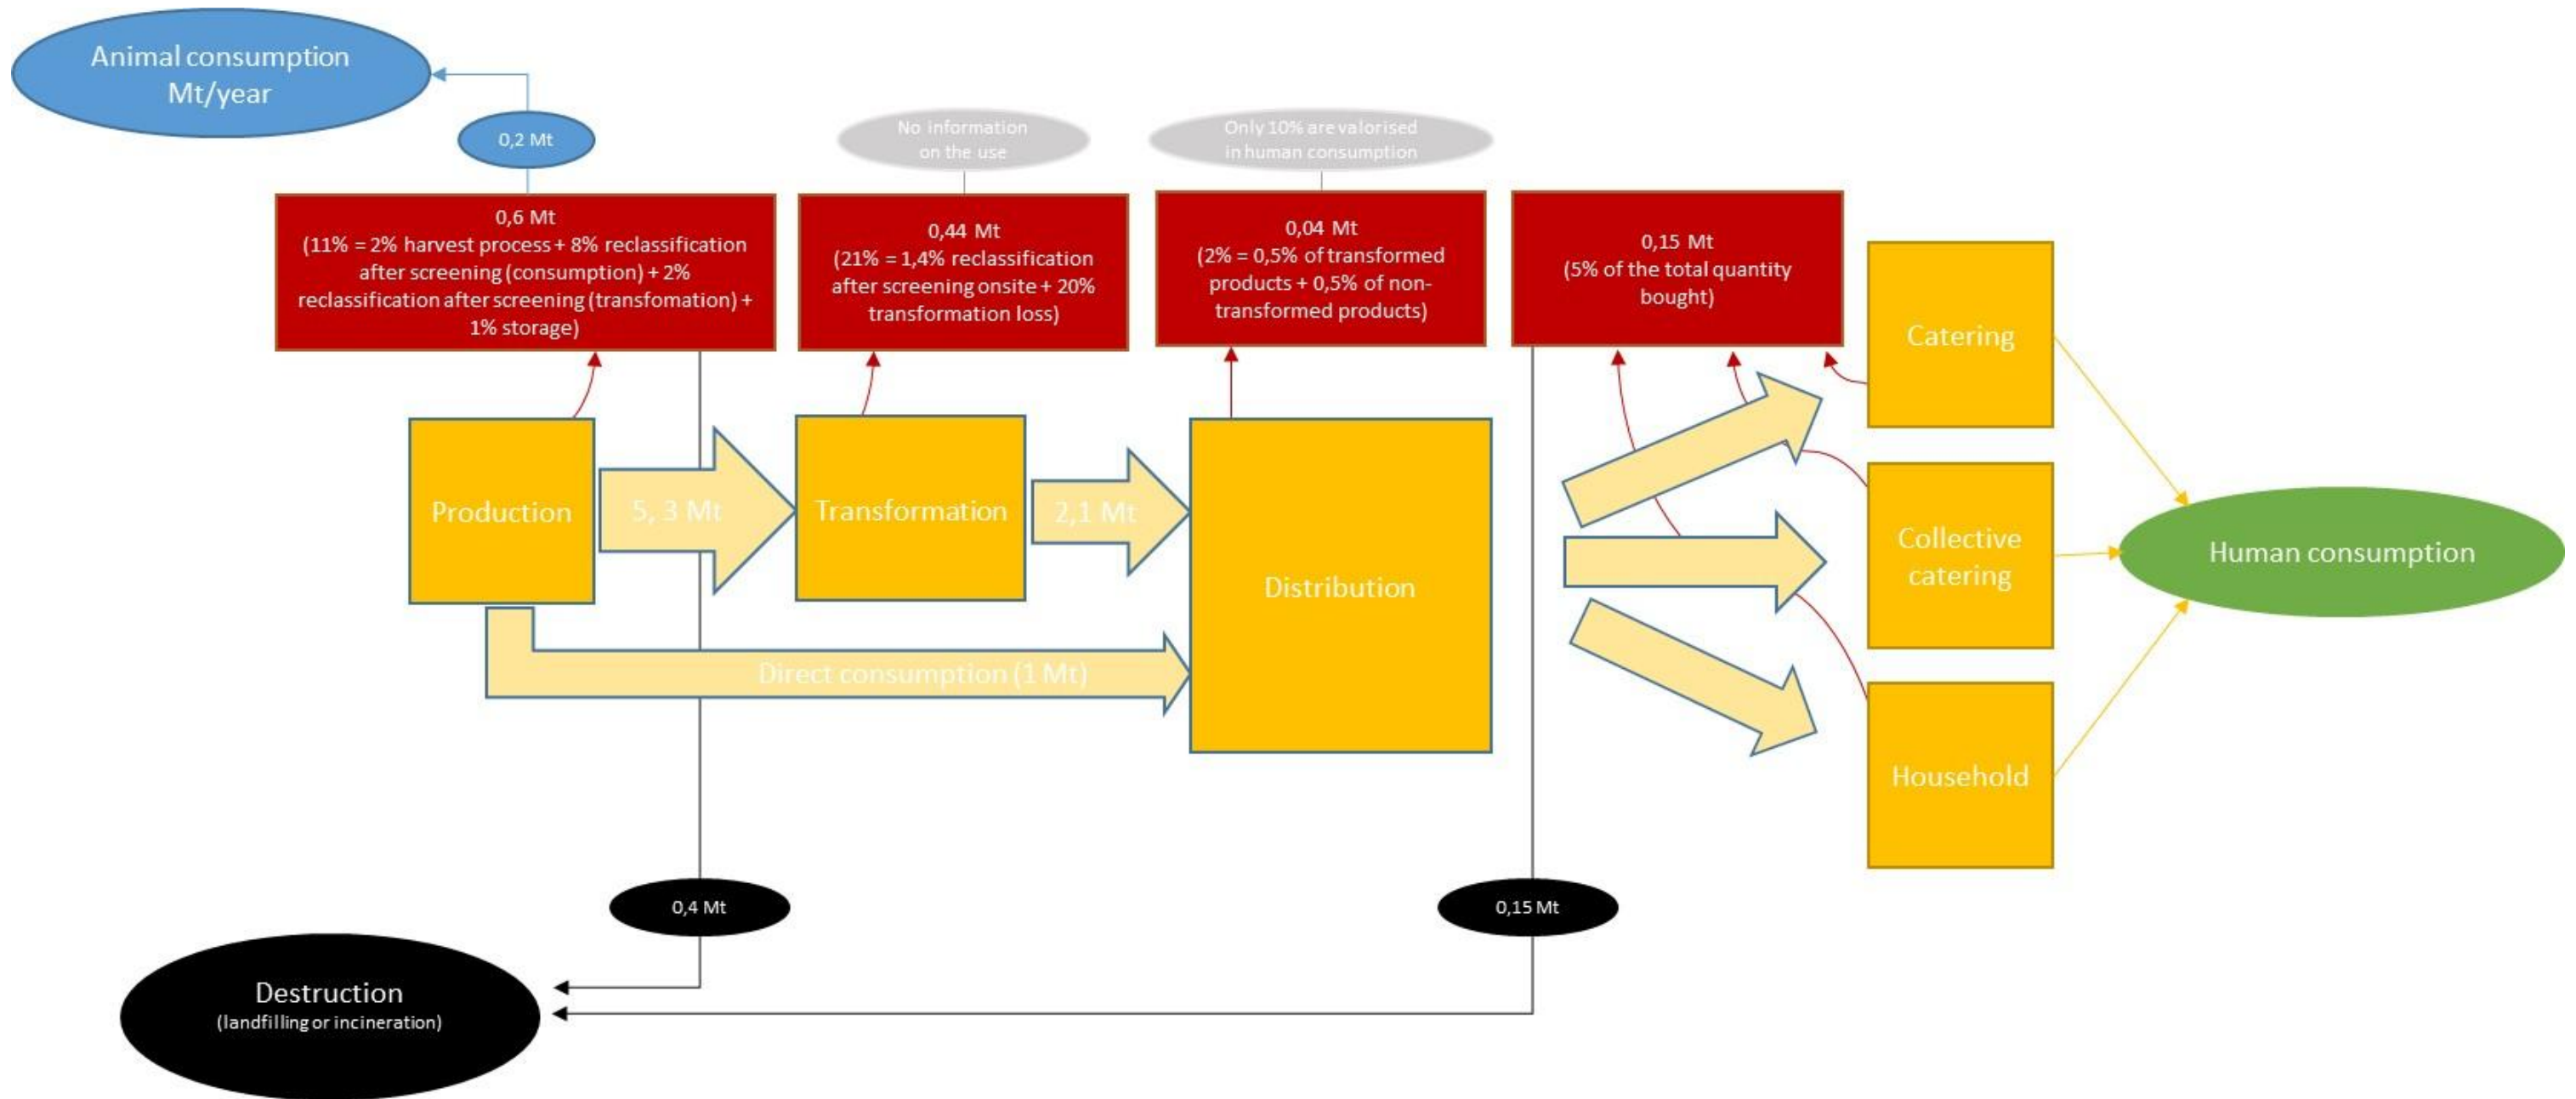 Animal consumption
Mt/year
0,2 Mt
No information
on the use
Only 10% are valorised
in human consumption
0,6 Mt
(11% = 2% harvest process + 8% reclassification
after screening (consumption) + 2%
reclassification after screening (transfomation) +
1% storage)
0,44 Mt
(21% = 1,4% reclassification
after screening onsite + 20%
transformation loss)
0,04 Mt
(2% = 0,5% of transformed
products + 0,5% of non-
transformed products)
0,15 Mt
(5% of the total quantity
bought)
Catering
Production
5, 3 Mt
Transformation
2,1 Mt
Distribution
Collective
catering
Human consumption
Direct consumption (1 Mt)
Household
0,4 Mt
0,15 Mt
Destruction
(landfilling or incineration)